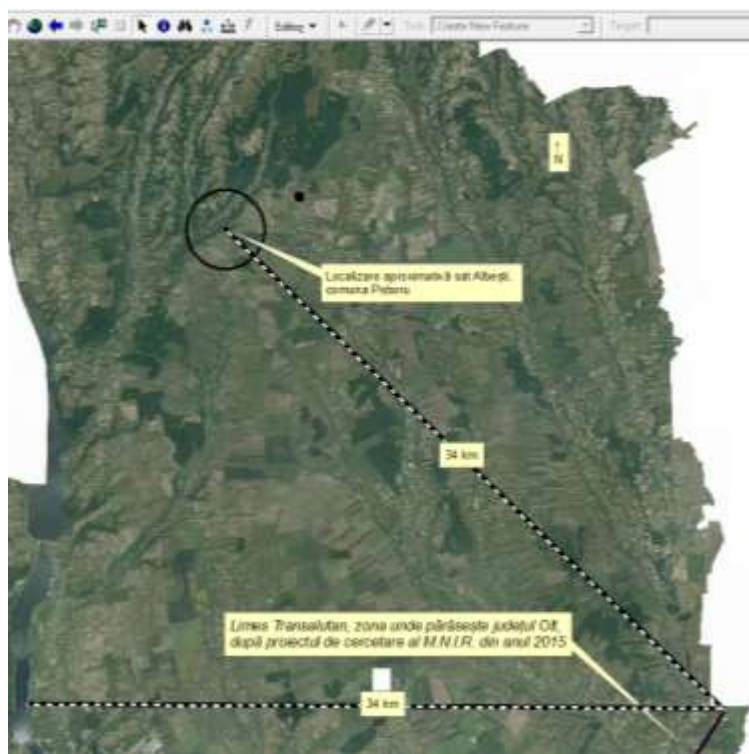 Editing
Create New Feature
Target:
↑
N
Localizare aproximativă sat Albești,
comuna Potcoava
34 km
Limes Transalutan, zona unde părăsește județul Olt,
după proiectul de cercetare al M.N.I.R. din anul 2015
34 km